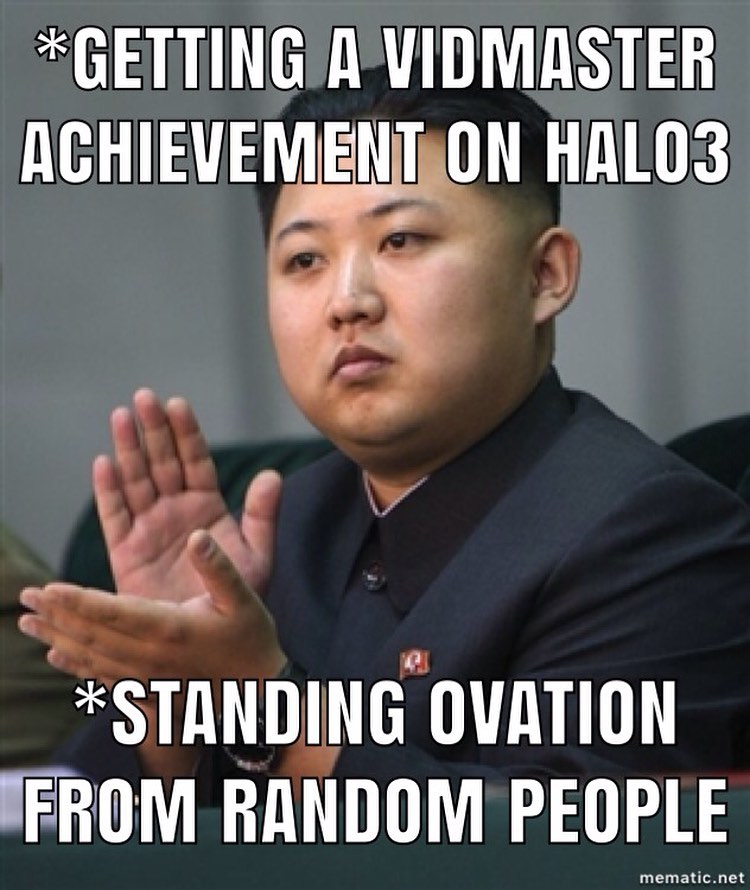 *GETTING A VIDMASTER
ACHIEVEMENT ON HALO3
*STANDING OVATION
FROM RANDOM PEOPLE
mematic.net